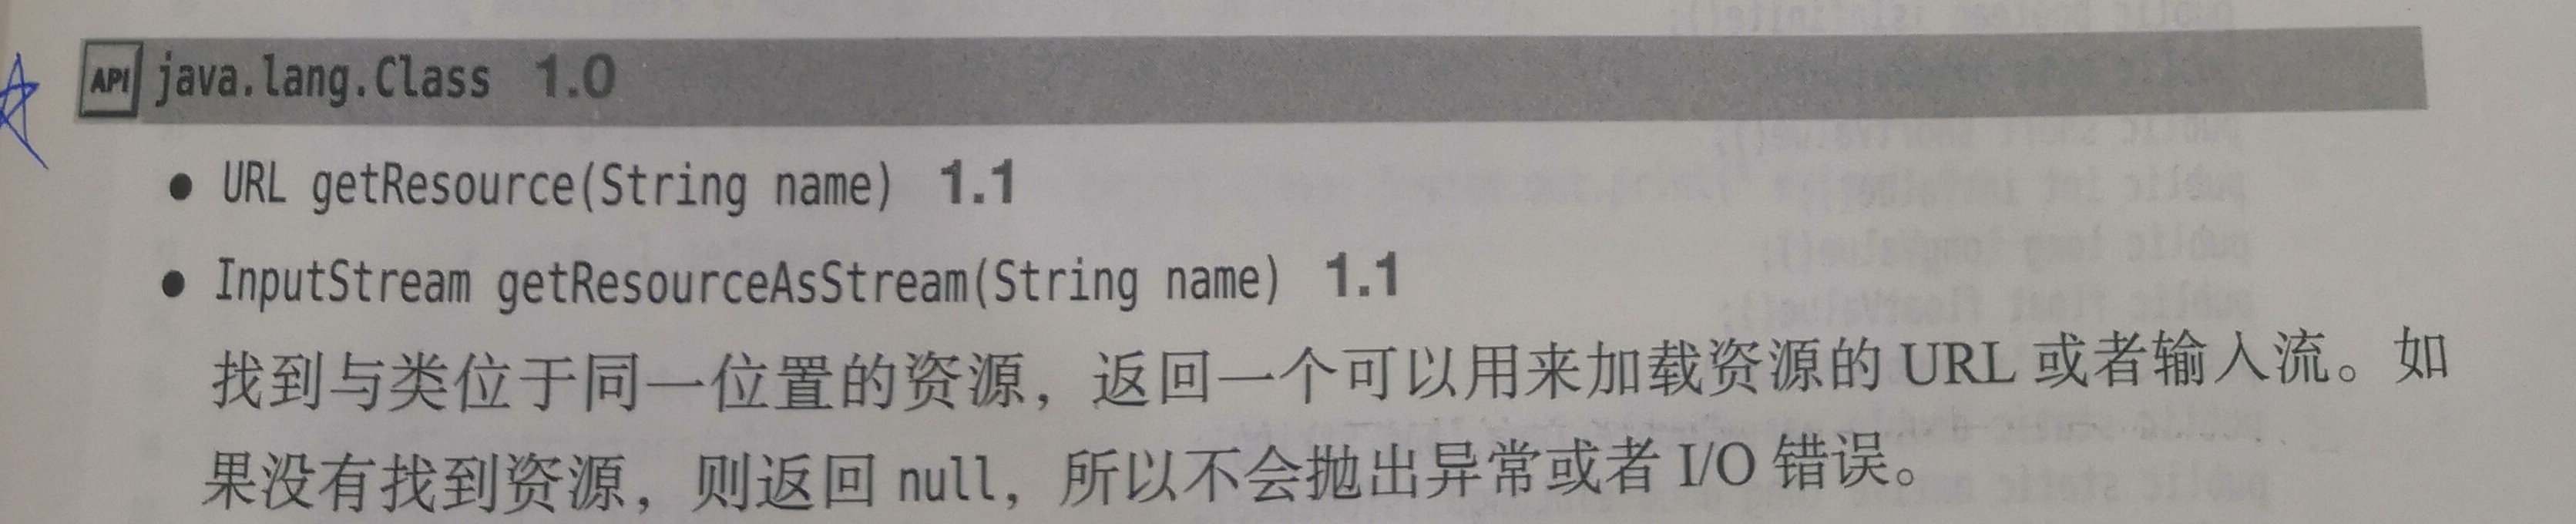 API java.lang.Class 1.0
● URL getResource(String name) 1.1
● InputStream getResourceAsStream(String name) 1.1
找到与类位于同一位置的资源，返回一个可以用来加载资源的 URL 或者输入流。如
果没有找到资源，则返回 null，所以不会抛出异常或者 I/O 错误。